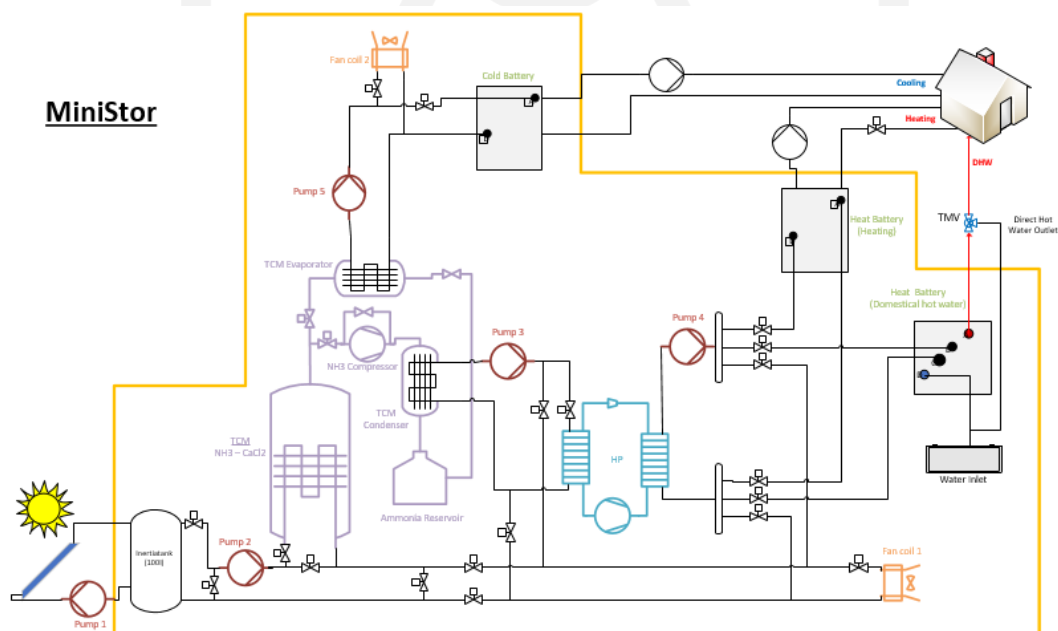 MiniStor
Fan coil 2
Cold Battery
Cooling
Heating
DHW
Pump 5
TMV
Direct Hot
Water Outlet
Heat Battery
(Heating)
TCM Evaporator
Heat Battery
(Domestical hot water)
Pump 4
Pump 3
NH3 Compressor
TCM
Condenser
TCM
NH3 – CaCl2
HP
Water Inlet
Ammonia Reservoir
Inertiatank
(100l)
Pump 2
Fan coil 1
Pump 1